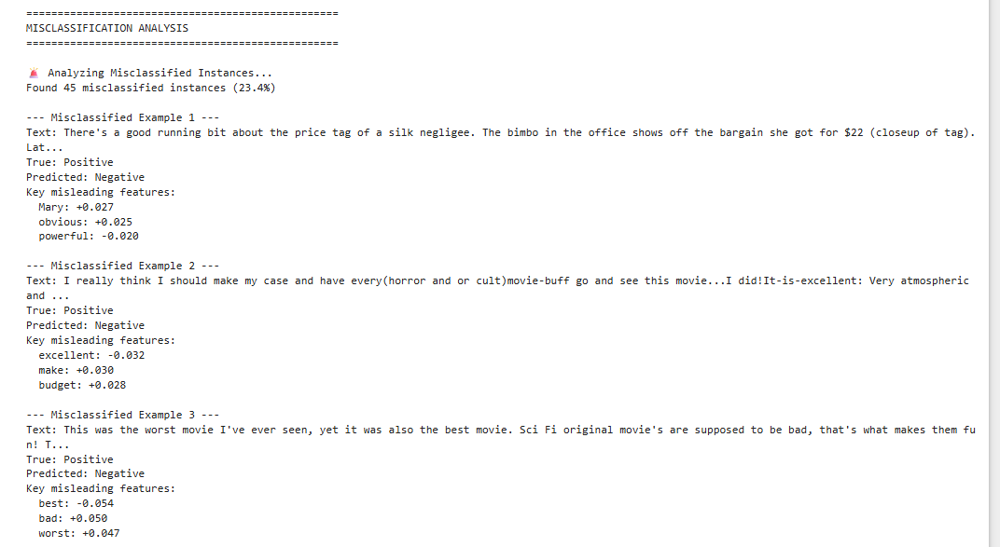 ==================================================
MISCLASSIFICATION ANALYSIS
==================================================
🚨 Analyzing Misclassified Instances...
Found 45 misclassified instances (23.4%)
--- Misclassified Example 1 ---
Text: There's a good running bit about the price tag of a silk negligee. The bimbo in the office shows off the bargain she got for $22 (closeup of tag).
Lat...
True: Positive
Predicted: Negative
Key misleading features:
Mary: +0.027
obvious: +0.025
powerful: -0.020
--- Misclassified Example 2 ---
Text: I really think I should make my case and have every(horror and or cult)movie-buff go and see this movie...I did!It-is-excellent: Very atmospheric
and ...
True: Positive
Predicted: Negative
Key misleading features:
excellent: -0.032
make: +0.030
budget: +0.028
--- Misclassified Example 3 ---
Text: This was the worst movie I've ever seen, yet it was also the best movie. Sci Fi original movie's are supposed to be bad, that's what makes them fu
n! T...
True: Positive
Predicted: Negative
Key misleading features:
best: -0.054
bad: +0.050
worst: +0.047